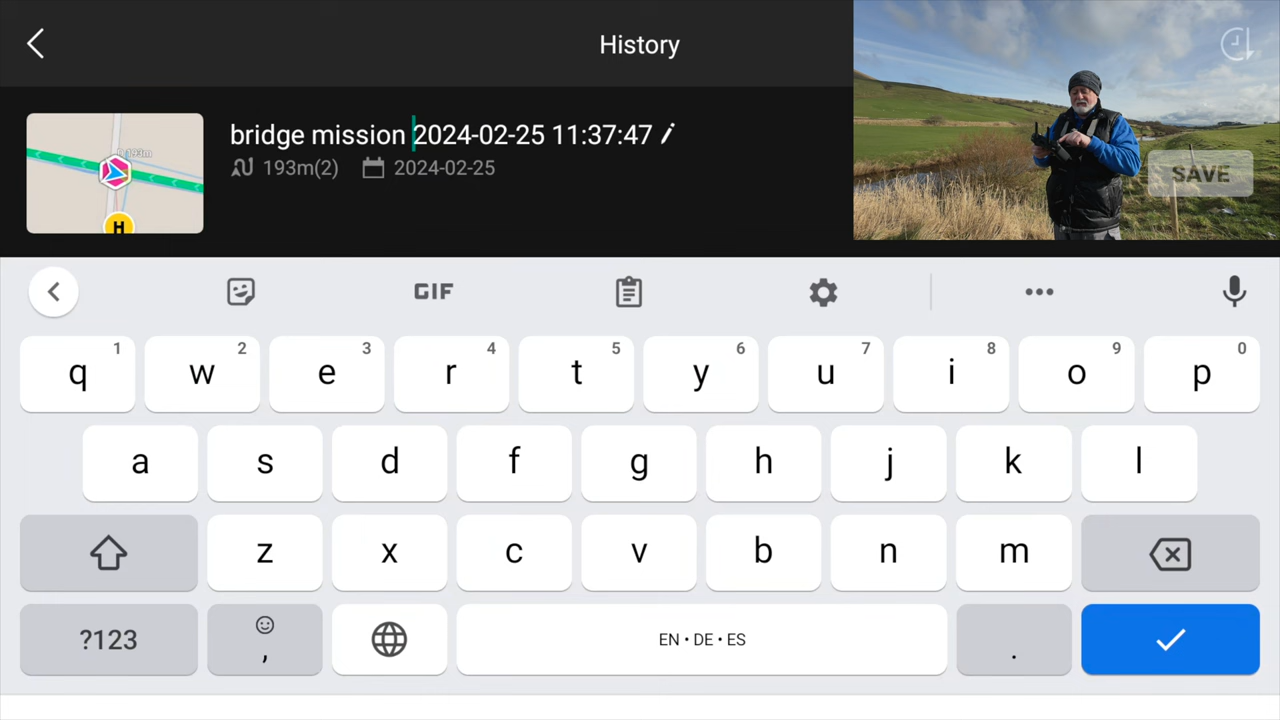 History
bridge mission 2024-02-25 11:37:47
193m(2) 2024-02-25
193m
H
SAVE
GIF
1 2 3 4 5 6 7 8 9 0
q w e r t y u i o p
a s d f g h j k l
z x c v b n m
?123 , EN • DE • ES .